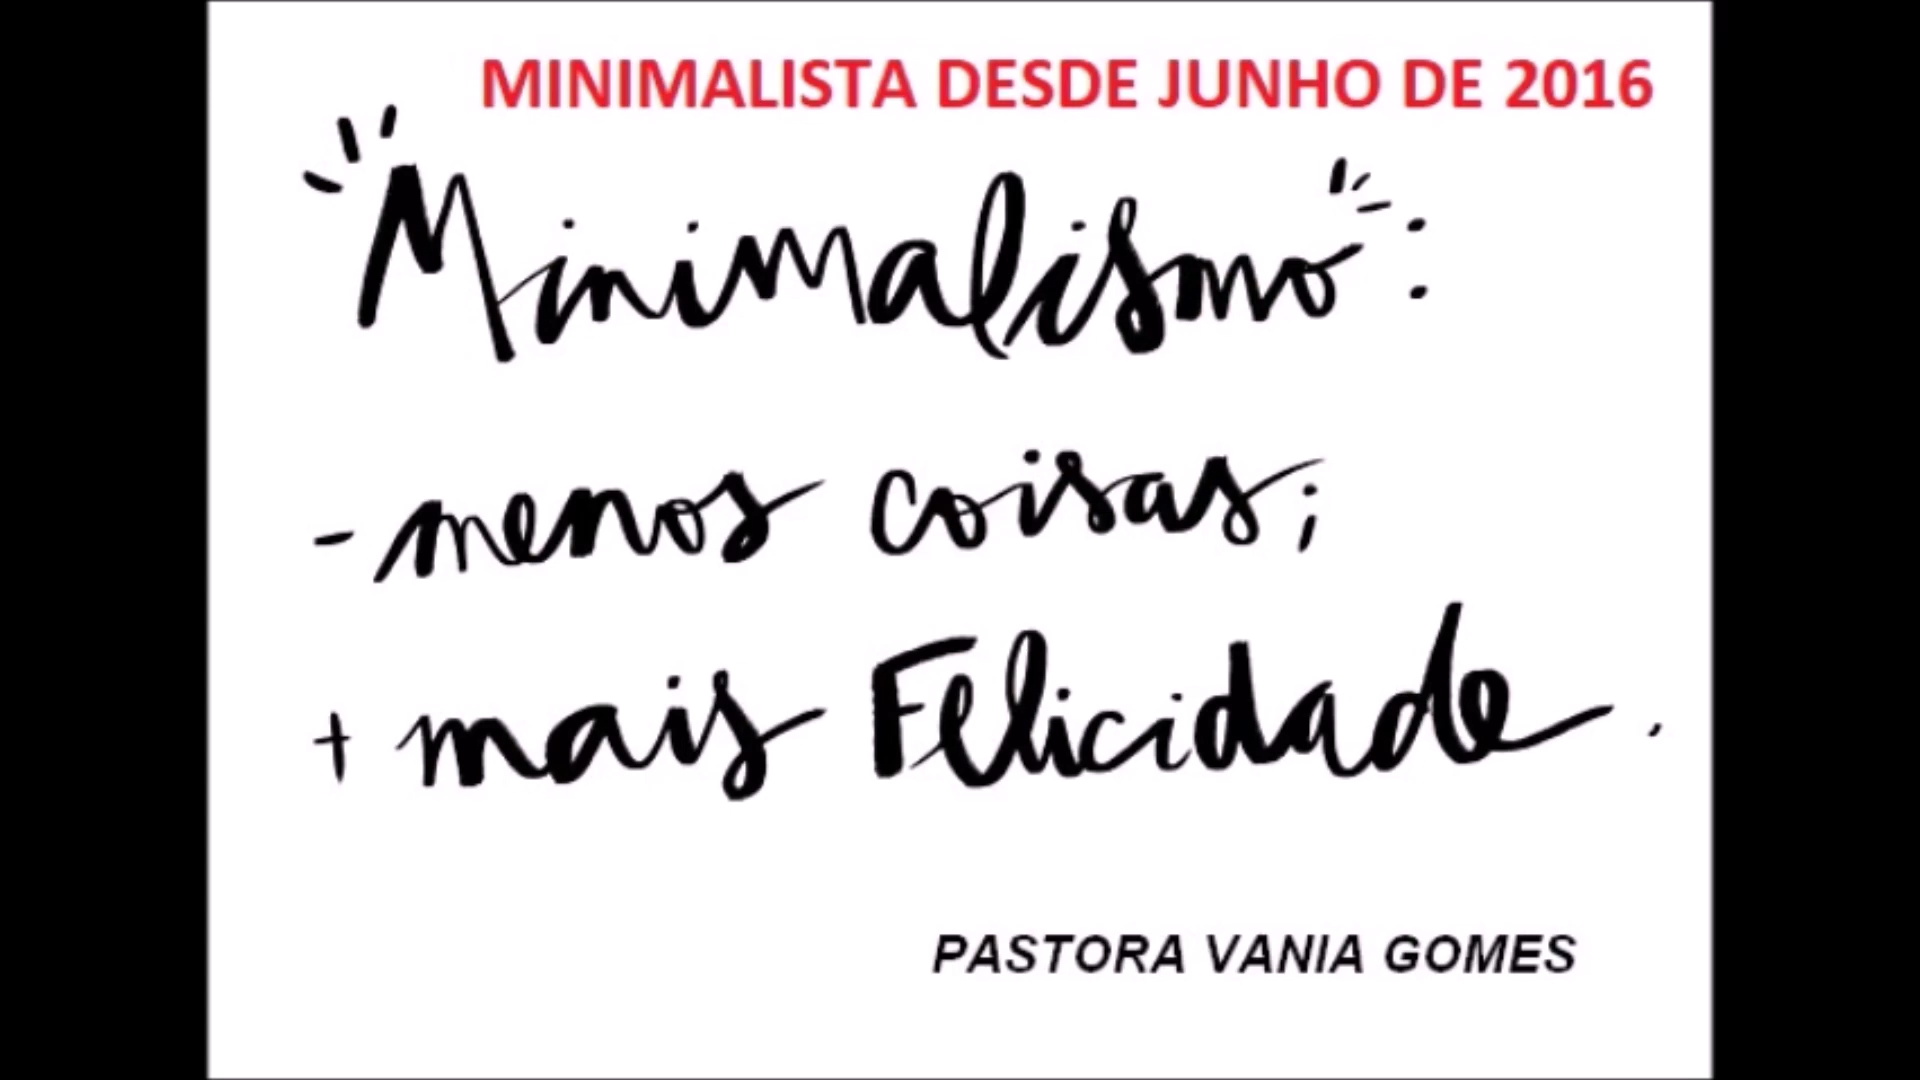 MINIMALISTA DESDE JUNHO DE 2016
Minimalismo:
- menos coisas;
+ mais Felicidade.
PASTORA VANIA GOMES